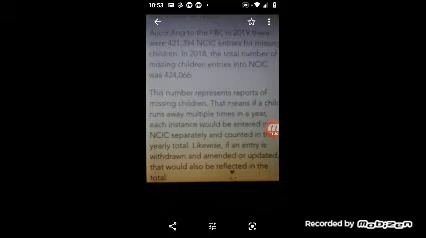 10:53
According to the FBI, in 2019 there
were 421,394 NCIC entries for missing
children. In 2018, the total number of
missing children entries into NCIC
was 424,066.
This number represents reports of
missing children. That means if a child
runs away multiple times in a year,
each instance would be entered in
NCIC separately and counted in the
yearly total. Likewise, if an entry is
withdrawn and amended or updated,
that would also be reflected in the
total.
Recorded by Mobizen